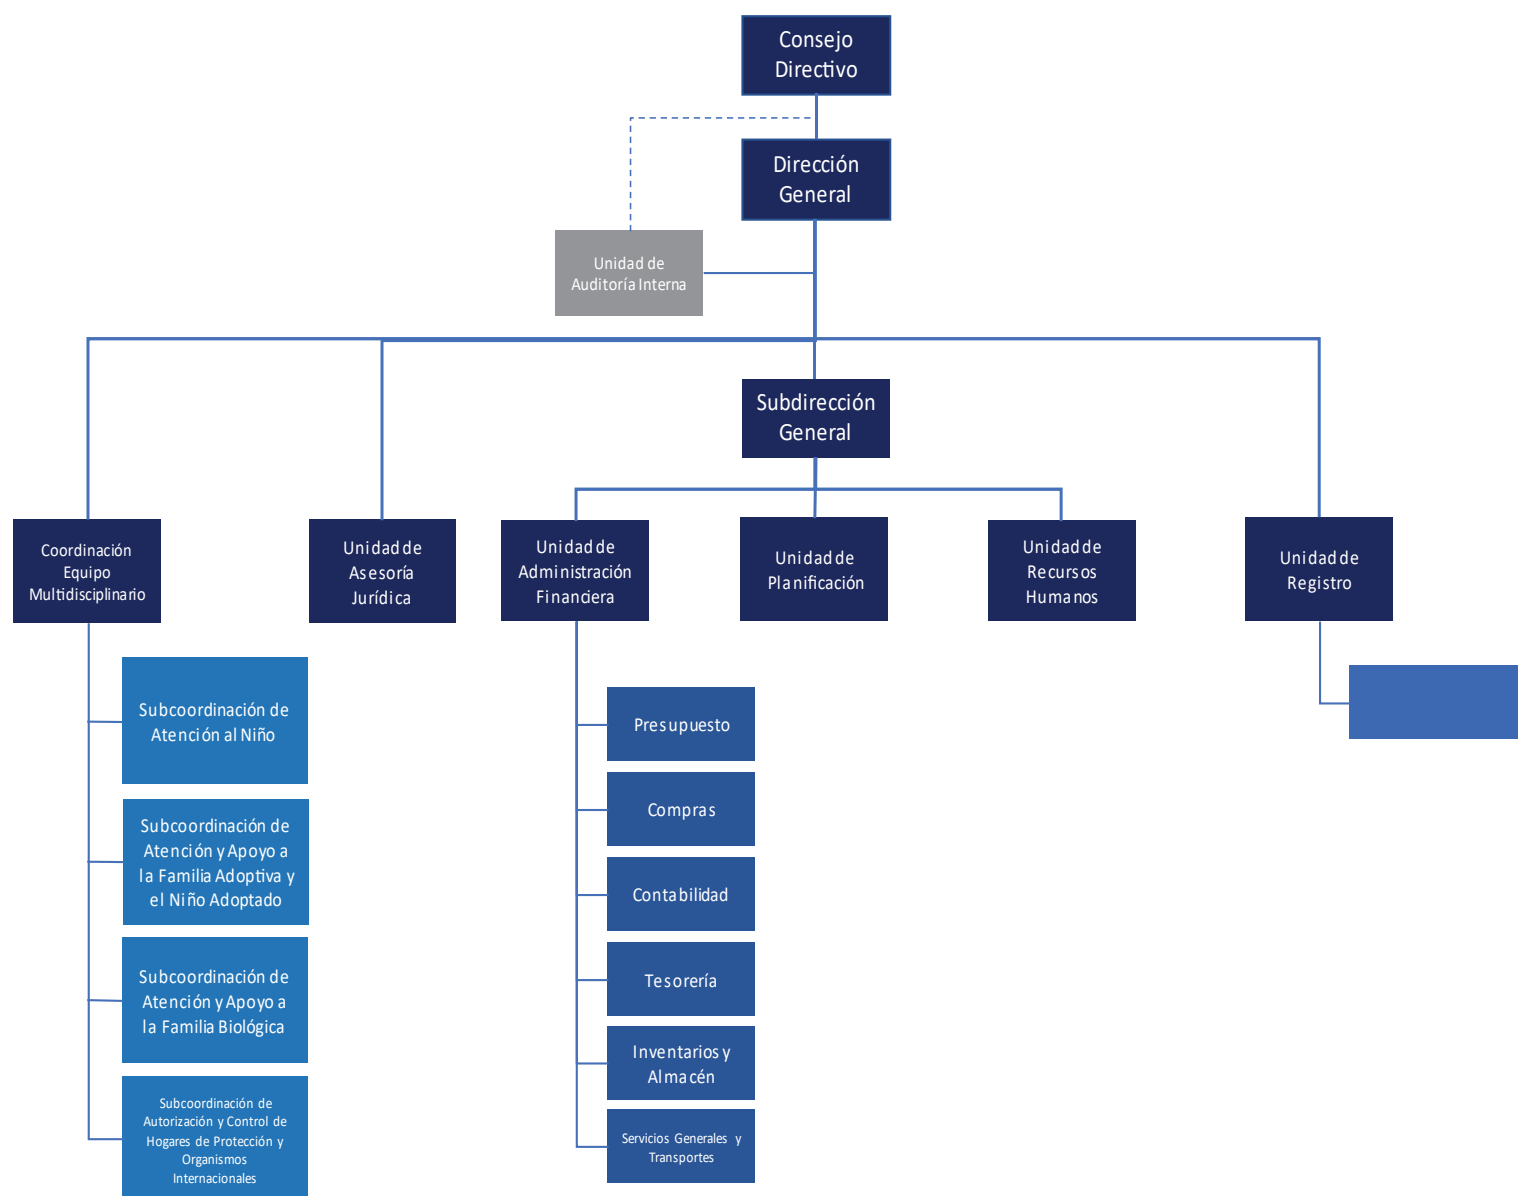 Consejo
Directivo
Dirección
General
Unidad de
Auditoría Interna
Subdirección
General
Coordinación
Equipo
Multidisciplinario
Unidad de
Asesoría
Jurídica
Unidad de
Administración
Financiera
Unidad de
Planificación
Unidad de
Recursos
Humanos
Unidad de
Registro
Subcoordinación de
Atención al Niño
Subcoordinación de
Atención y Apoyo a
la Familia Adoptiva y
el Niño Adoptado
Subcoordinación de
Atención y Apoyo a
la Familia Biológica
Subcoordinación de
Autorización y Control de
Hogares de Protección y
Organismos
Internacionales
Presupuesto
Compras
Contabilidad
Tesorería
Inventarios y
Almacén
Servicios Generales y
Transportes